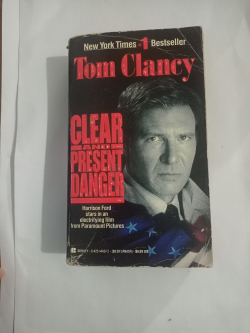 New York Times #1 Bestseller
Tom Clancy
CLEAR
AND
PRESENT
DANGER
Harrison Ford
stars in an
electrifying film
from Paramount Pictures